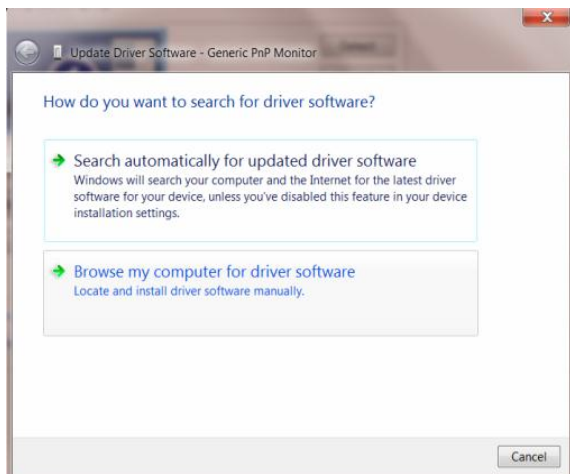 Update Driver Software - Generic PnP Monitor
How do you want to search for driver software?
Search automatically for updated driver software
Windows will search your computer and the Internet for the latest driver
software for your device, unless you've disabled this feature in your device
installation settings.
Browse my computer for driver software
Locate and install driver software manually.
Cancel